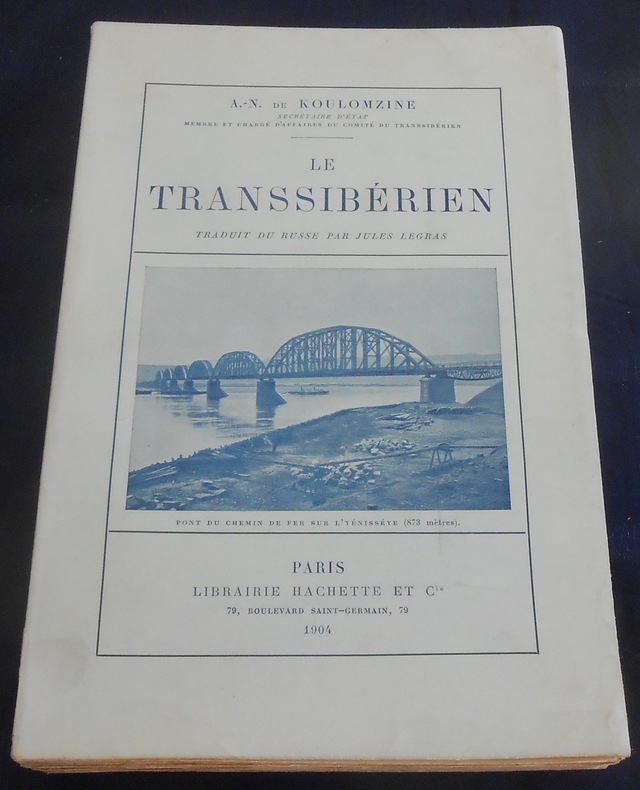 A.-N. DE KOULOMZINE
SECRÉTAIRE D'ÉTAT
MEMBRE ET CHARGÉ D'AFFAIRES DU COMITÉ DU TRANSSIBÉRIEN
LE
TRANSSIBÉRIEN
TRADUIT DU RUSSE PAR JULES LEGRAS
PONT DU CHEMIN DE FER SUR L'YÉNISSÉYE (873 mètres).
PARIS
LIBRAIRIE HACHETTE ET Cie
79, BOULEVARD SAINT-GERMAIN, 79
1904